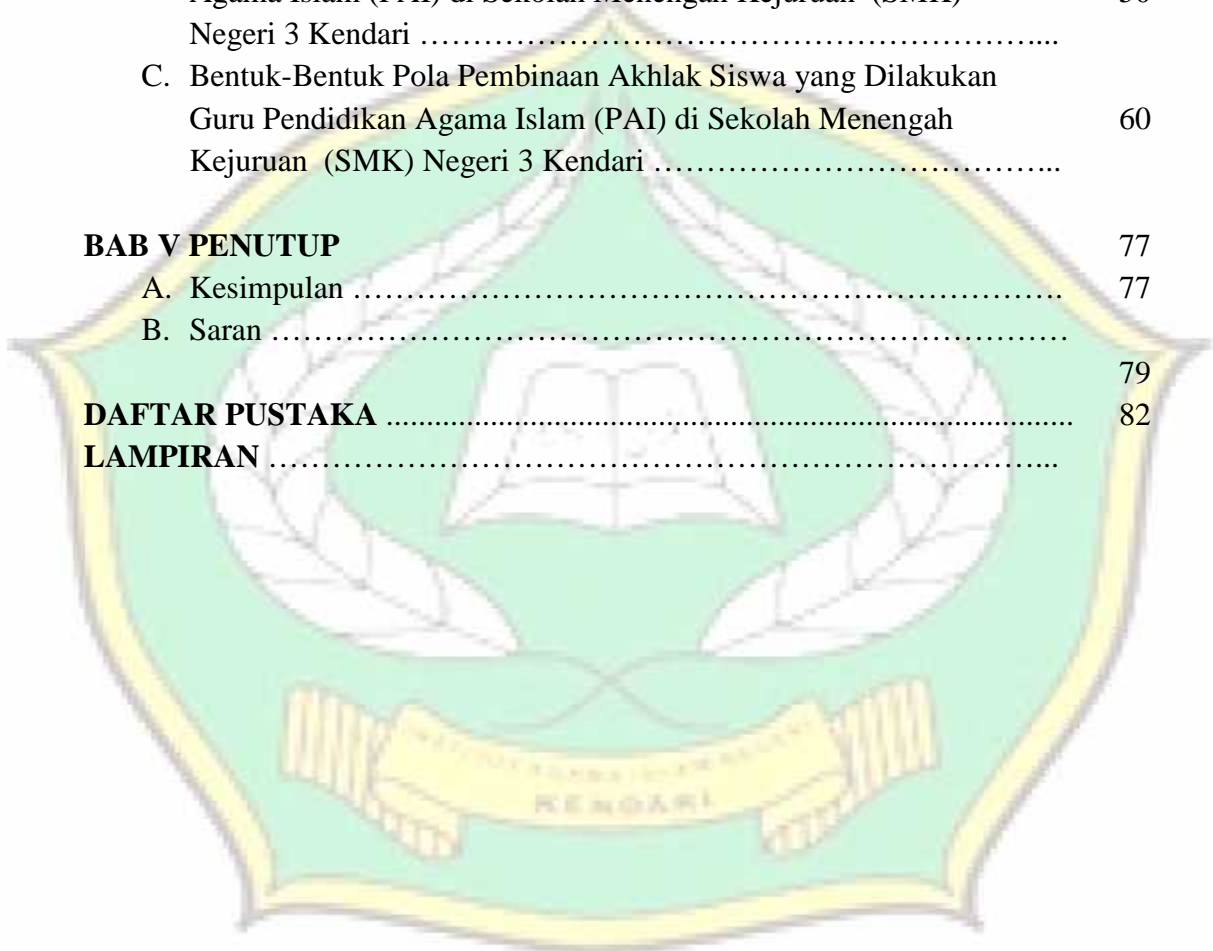 Negeri 3 Kendari …………………………………………………………...
C. Bentuk-Bentuk Pola Pembinaan Akhlak Siswa yang Dilakukan
Guru Pendidikan Agama Islam (PAI) di Sekolah Menengah 60
Kejuruan (SMK) Negeri 3 Kendari ……………………………..
BAB V PENUTUP 77
A. Kesimpulan ……………………………………………………………. 77
B. Saran ……………………………………………………………………
79
DAFTAR PUSTAKA ........................................................................... 82
LAMPIRAN …………………………………………………………………...
KENDARI